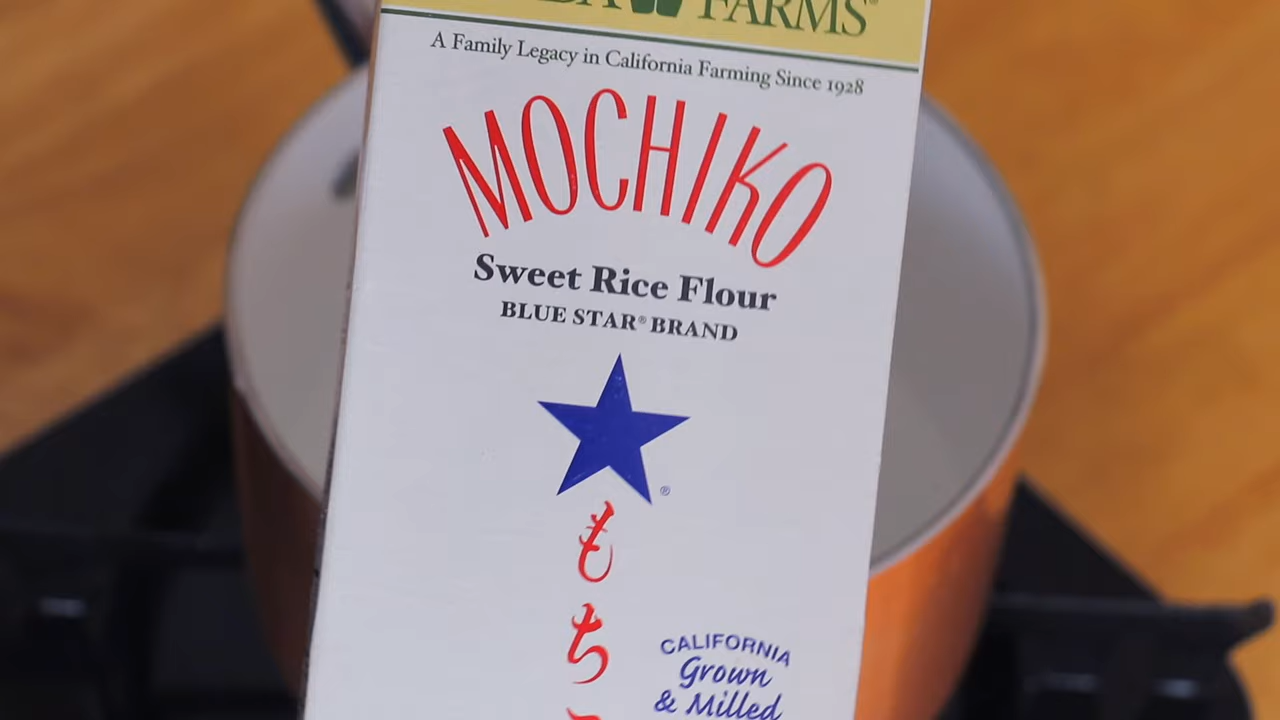 FARMS®
A Family Legacy in California Farming Since 1928
MOCHIKO
Sweet Rice Flour
BLUE STAR® BRAND
®
も
ち
CALIFORNIA
Grown
& Milled